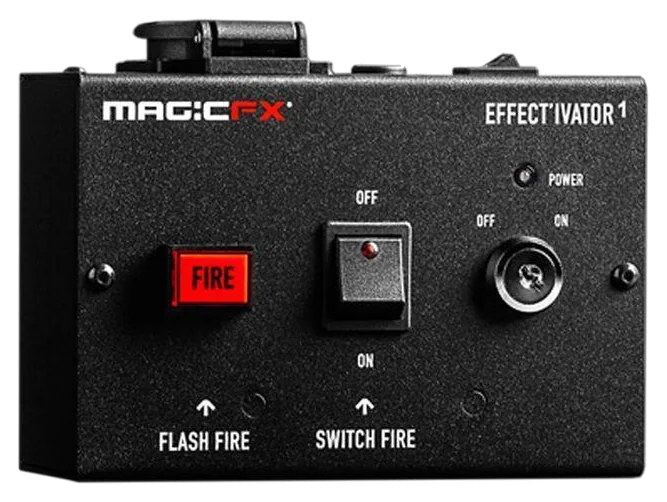 MAGICFX®
EFFECT'IVATOR 1
POWER
OFF
OFF ON
FIRE
ON
FLASH FIRE
SWITCH FIRE